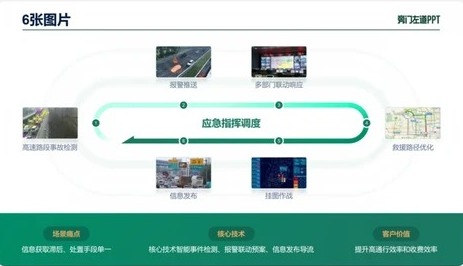 6张图片
旁门左道PPT
报警推送
多部门联动响应
2
3
高速路段事故检测
1
应急指挥调度
4
救援路径优化
6
5
信息发布
挂图作战
场景痛点
核心技术
客户价值
信息获取滞后、处置手段单一
核心技术智能事件检测、报警联动预案、信息发布导流
提升高通行效率和收费效率